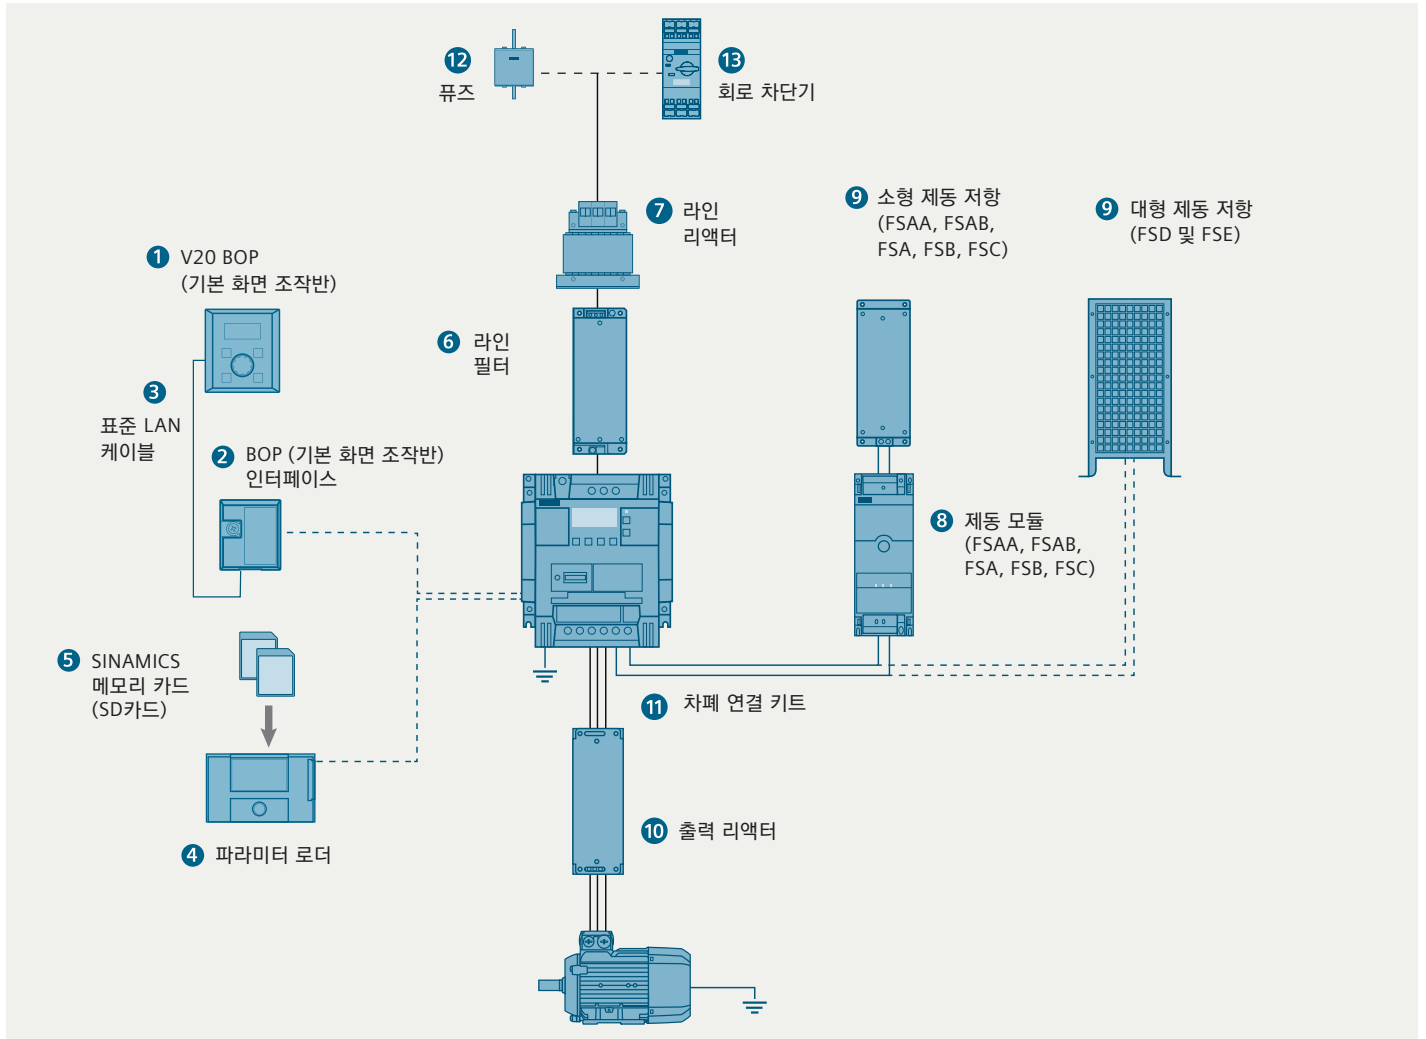 12
퓨즈
13
회로 차단기
7 라인
리액터
9 소형 제동 저항
(FSAA, FSAB,
FSA, FSB, FSC)
9 대형 제동 저항
(FSD 및 FSE)
1 V20 BOP
(기본 화면 조작반)
6 라인
필터
3
표준 LAN
케이블
2 BOP (기본 화면 조작반)
인터페이스
8 제동 모듈
(FSAA, FSAB,
FSA, FSB, FSC)
5 SINAMICS
메모리 카드
(SD카드)
11 차폐 연결 키트
10 출력 리액터
4 파라미터 로더